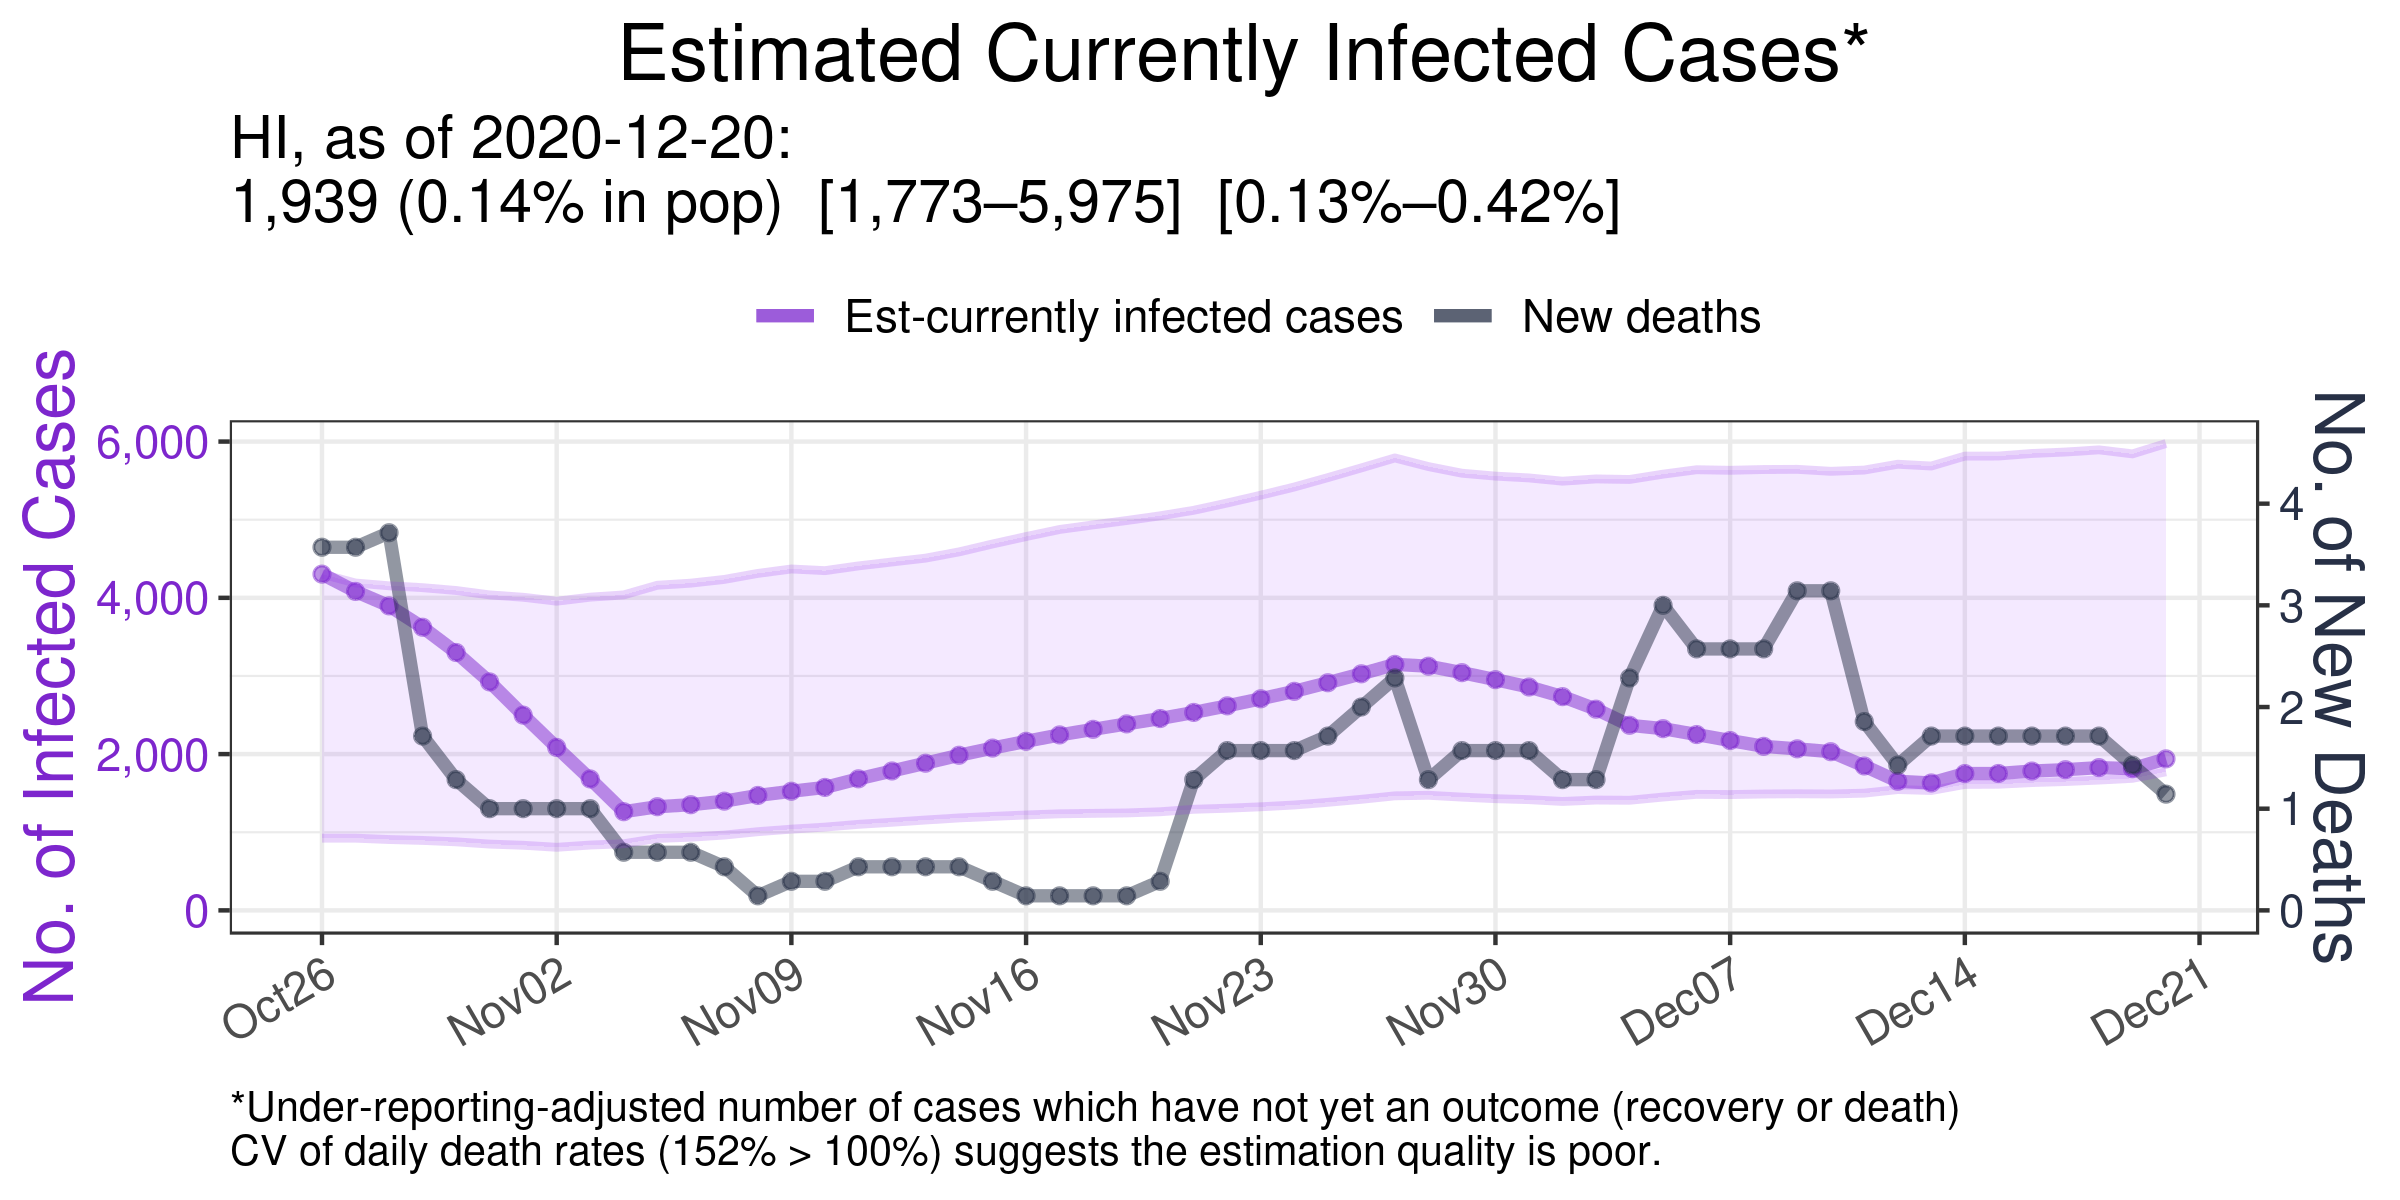 Estimated Currently Infected Cases*
HI, as of 2020-12-20:
1,939 (0.14% in pop)  [1,773–5,975]  [0.13%–0.42%]
Est-currently infected cases
New deaths
No. of Infected Cases
6,000
4,000
2,000
0
No. of New Deaths
4
3
2
1
0
Oct26
Nov02
Nov09
Nov16
Nov23
Nov30
Dec07
Dec14
Dec21
*Under-reporting-adjusted number of cases which have not yet an outcome (recovery or death)
CV of daily death rates (152% > 100%) suggests the estimation quality is poor.